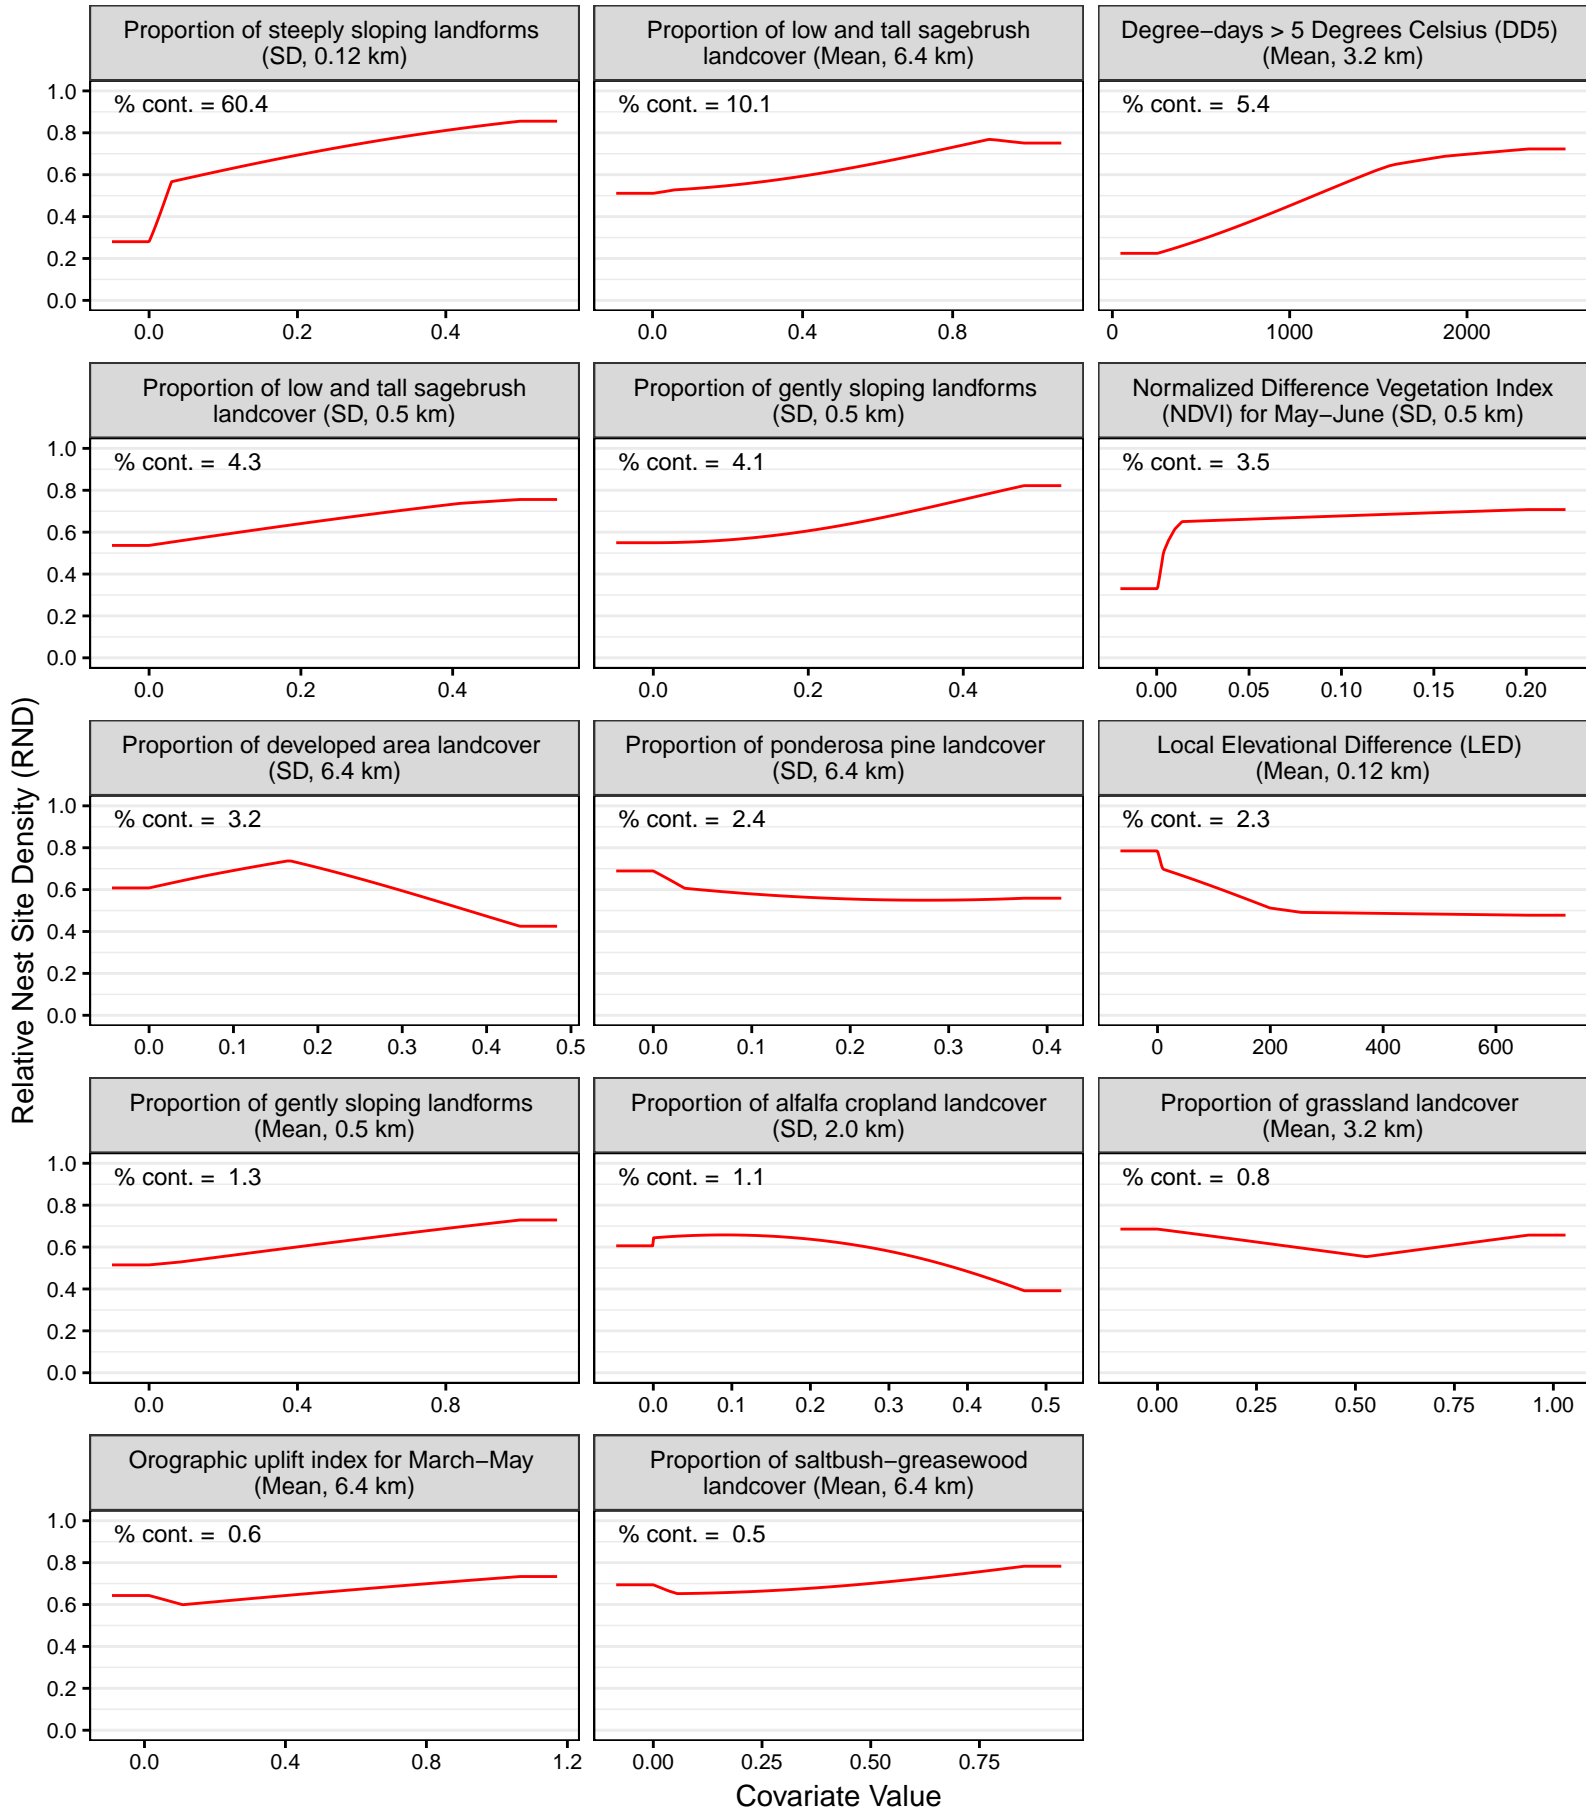 Proportion of steeply sloping landforms
(SD, 0.12 km)
Proportion of low and tall sagebrush
landcover (Mean, 6.4 km)
Degree−days > 5 Degrees Celsius (DD5)
(Mean, 3.2 km)
% cont. = 60.4
% cont. = 10.1
% cont. =  5.4
1.0
0.8
0.6
0.4
0.2
0.0
0.0 0.2 0.4
0.0 0.4 0.8
0 1000 2000
Proportion of low and tall sagebrush
landcover (SD, 0.5 km)
Proportion of gently sloping landforms
(SD, 0.5 km)
Normalized Difference Vegetation Index
(NDVI) for May−June (SD, 0.5 km)
% cont. =  4.3
% cont. =  4.1
% cont. =  3.5
1.0
0.8
0.6
0.4
0.2
0.0
0.0 0.2 0.4
0.0 0.2 0.4
0.00 0.05 0.10 0.15 0.20
Relative Nest Site Density (RND)
Proportion of developed area landcover
(SD, 6.4 km)
Proportion of ponderosa pine landcover
(SD, 6.4 km)
Local Elevational Difference (LED)
(Mean, 0.12 km)
% cont. =  3.2
% cont. =  2.4
% cont. =  2.3
1.0
0.8
0.6
0.4
0.2
0.0
0.0 0.1 0.2 0.3 0.4 0.5
0.0 0.1 0.2 0.3 0.4
0 200 400 600
Proportion of gently sloping landforms
(Mean, 0.5 km)
Proportion of alfalfa cropland landcover
(SD, 2.0 km)
Proportion of grassland landcover
(Mean, 3.2 km)
% cont. =  1.3
% cont. =  1.1
% cont. =  0.8
1.0
0.8
0.6
0.4
0.2
0.0
0.0 0.4 0.8
0.0 0.1 0.2 0.3 0.4 0.5
0.00 0.25 0.50 0.75 1.00
Orographic uplift index for March−May
(Mean, 6.4 km)
Proportion of saltbush−greasewood
landcover (Mean, 6.4 km)
% cont. =  0.6
% cont. =  0.5
1.0
0.8
0.6
0.4
0.2
0.0
0.0 0.4 0.8 1.2
0.00 0.25 0.50 0.75
Covariate Value